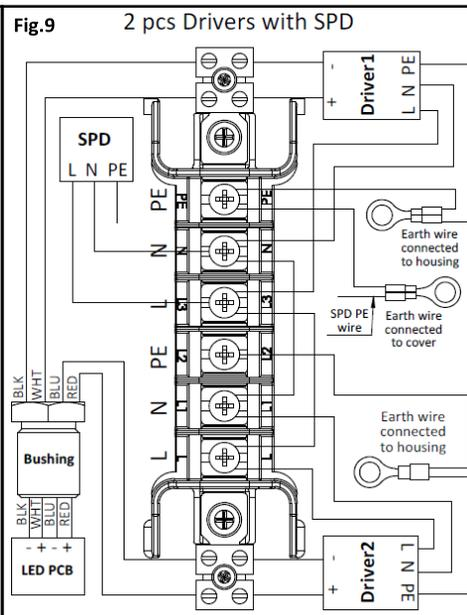 Fig.9
2 pcs Drivers with SPD
-
+
Driver1
L N PE
SPD
L N PE
PE
PE
PE
N
N
N
L
L3
L3
PE
L2
L2
N
L1
L1
L
L
L
Earth wire
connected
to housing
SPD PE
wire
Earth wire
connected
to cover
Earth wire
connected
to housing
BLK
WHT
BLU
RED
Bushing
BLK
WHT
BLU
RED
- + - +
LED PCB
-
+
Driver2
L N PE